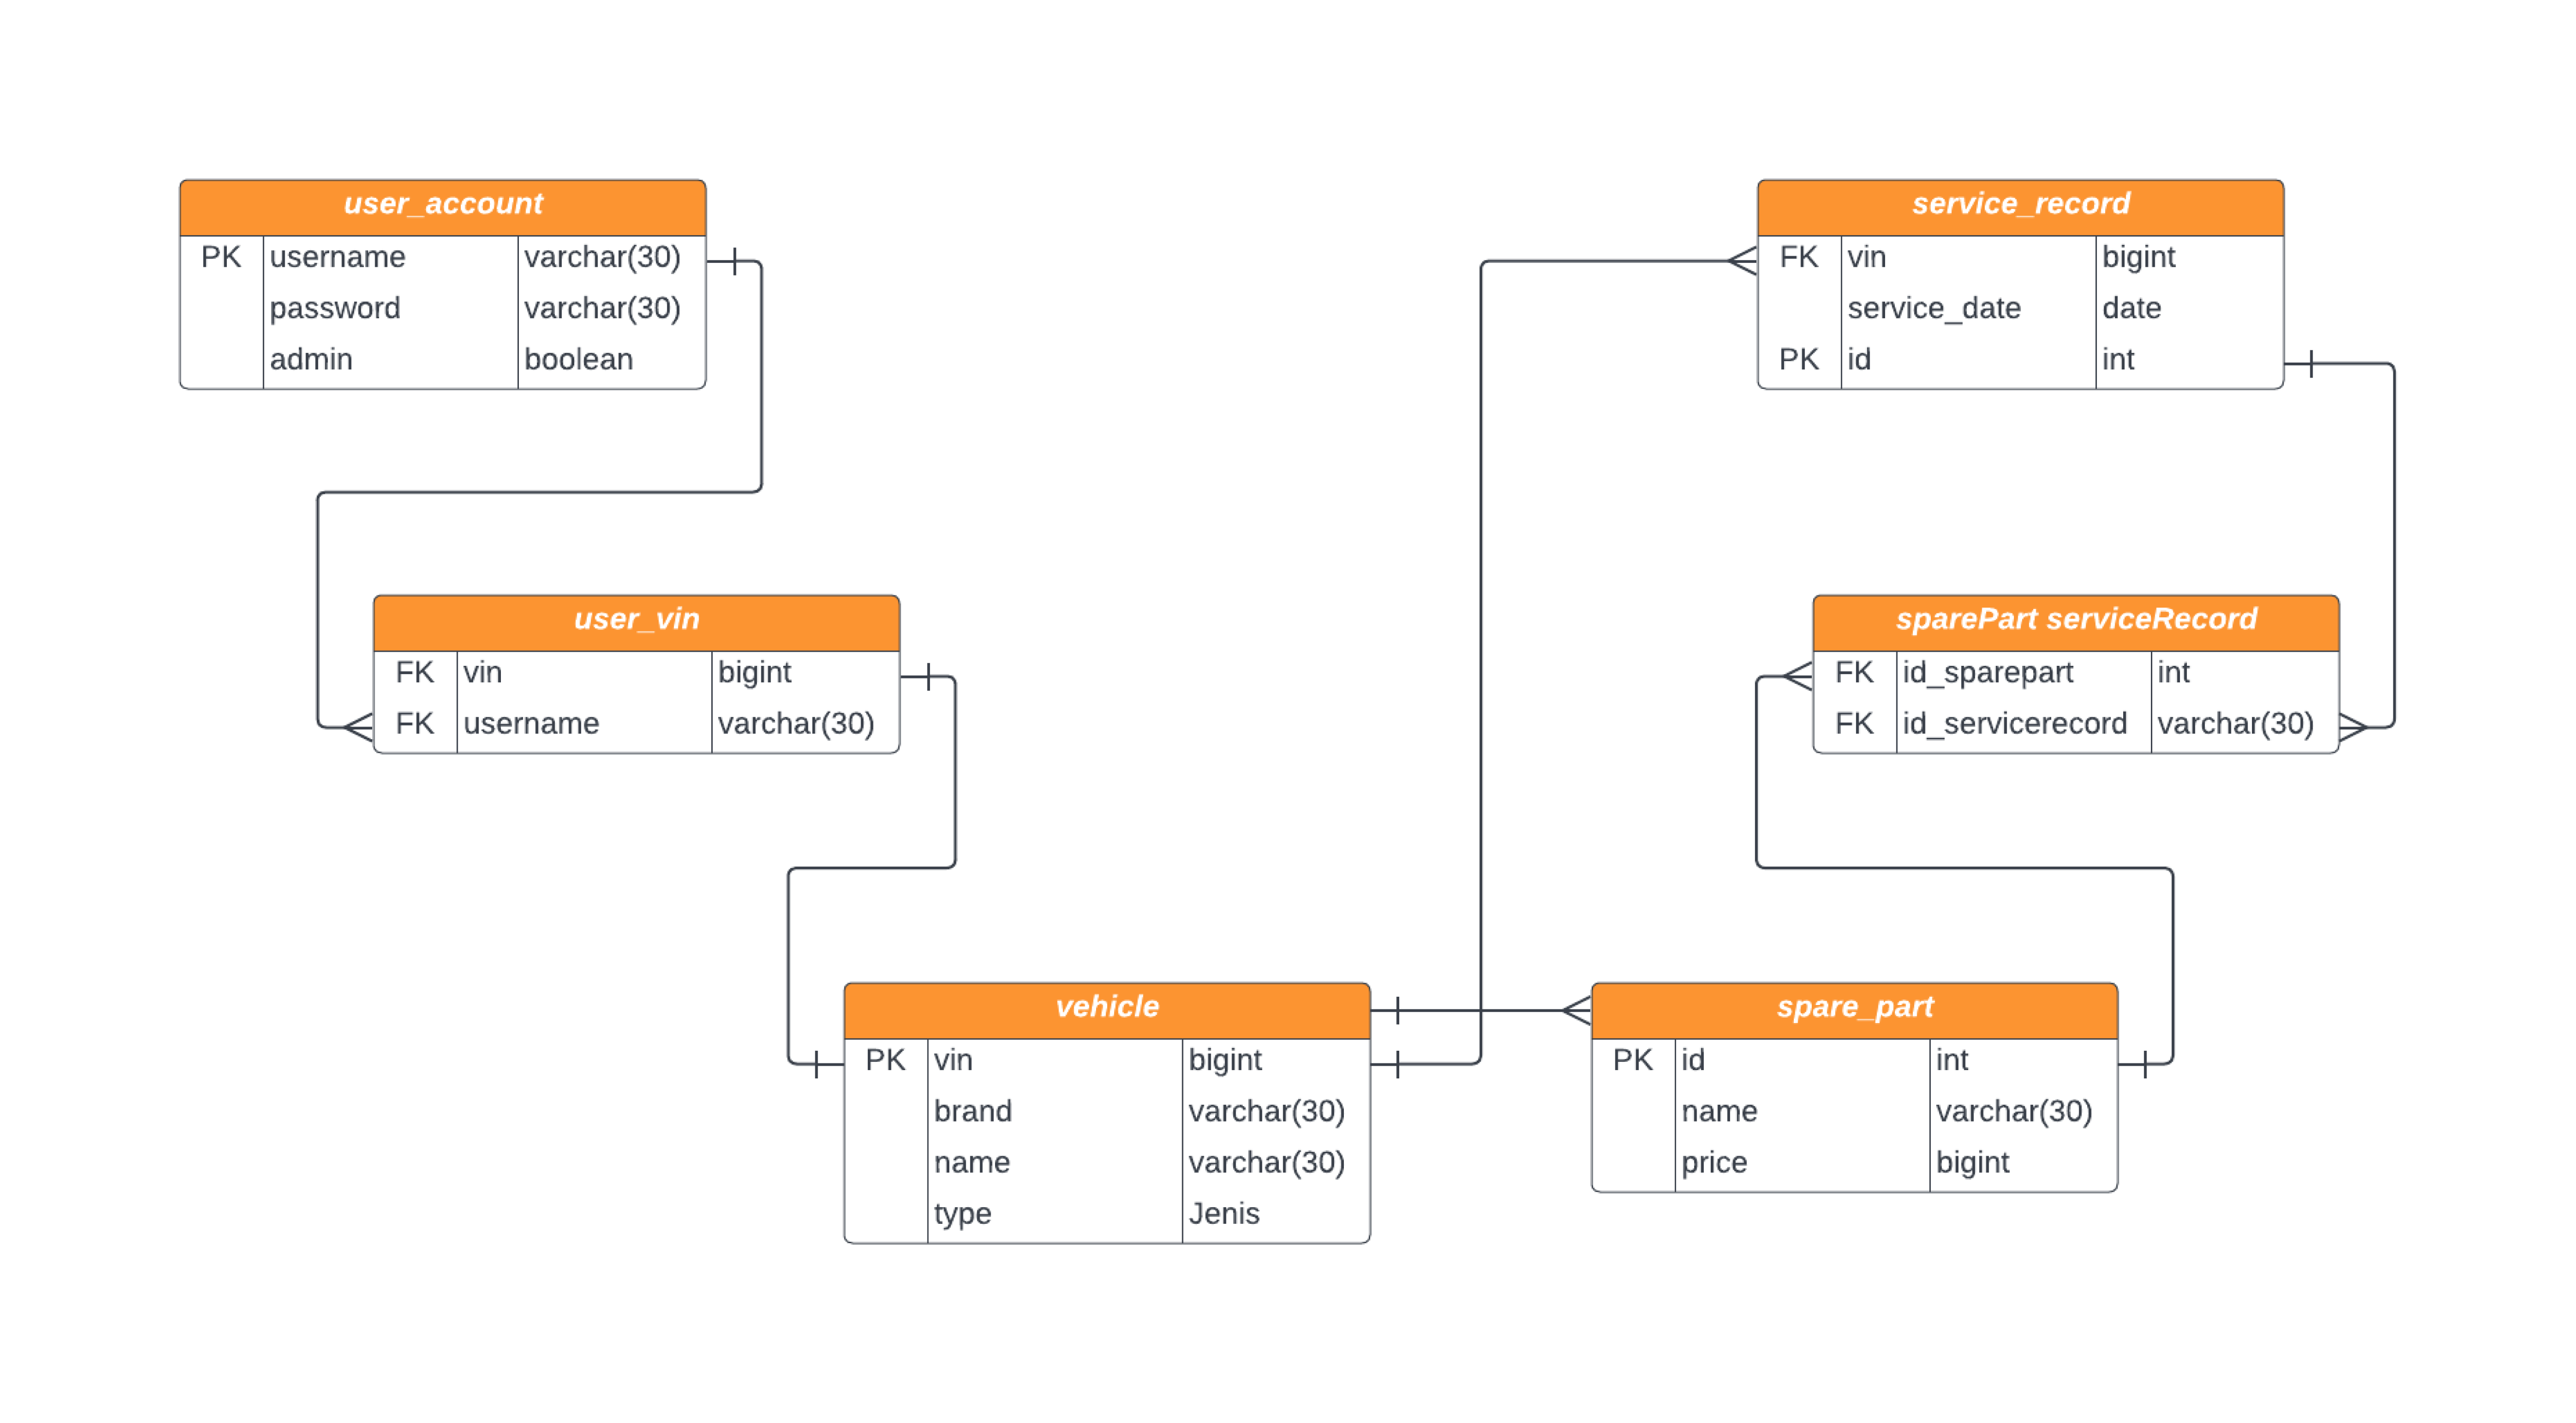 user_account
PK username varchar(30)
password varchar(30)
admin boolean
service_record
FK vin bigint
service_date date
PK id int
user_vin
FK vin bigint
FK username varchar(30)
sparePart serviceRecord
FK id_sparepart int
FK id_servicerecord varchar(30)
vehicle
PK vin bigint
brand varchar(30)
name varchar(30)
type Jenis
spare_part
PK id int
name varchar(30)
price bigint